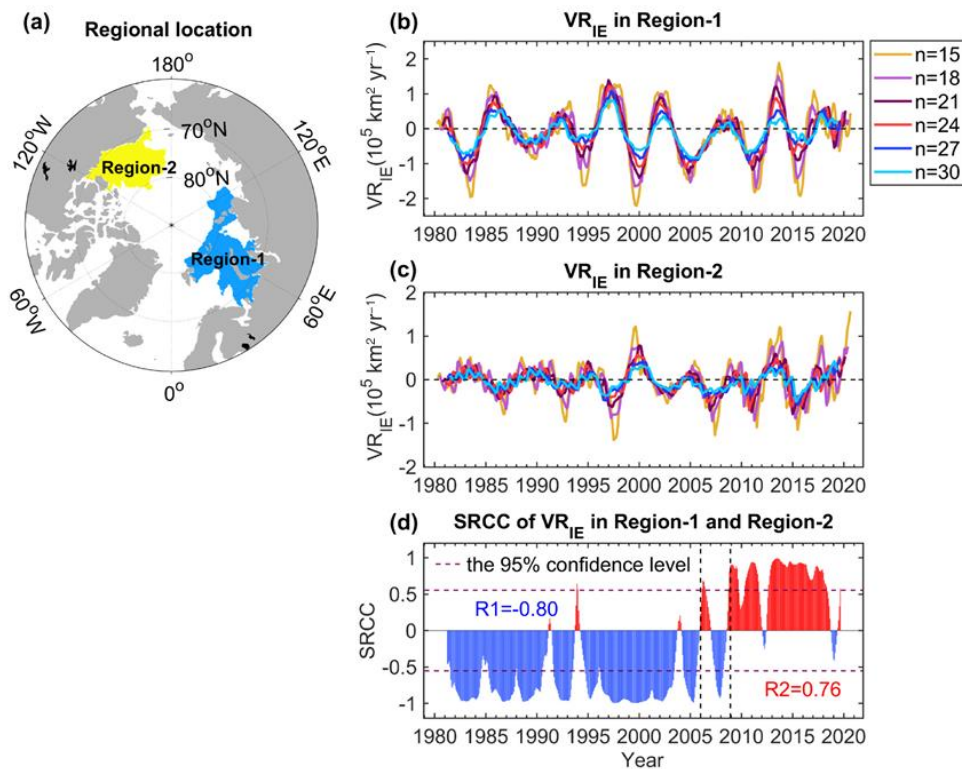 (a)
Regional location
180°
120°W
70°N
120°E
Region-2
80°N
Region-1
60°W
60°E
0°
(b)
VR_IE in Region-1
VR_IE(10⁵ km² yr⁻¹)
2
1
0
-1
-2
1980 1985 1990 1995 2000 2005 2010 2015 2020
n=15
n=18
n=21
n=24
n=27
n=30
(c)
VR_IE in Region-2
VR_IE(10⁵ km² yr⁻¹)
2
1
0
-1
-2
1980 1985 1990 1995 2000 2005 2010 2015 2020
(d)
SRCC of VR_IE in Region-1 and Region-2
SRCC
1
0.5
0
-0.5
-1
the 95% confidence level
R1=-0.80
R2=0.76
1980 1985 1990 1995 2000 2005 2010 2015 2020
Year